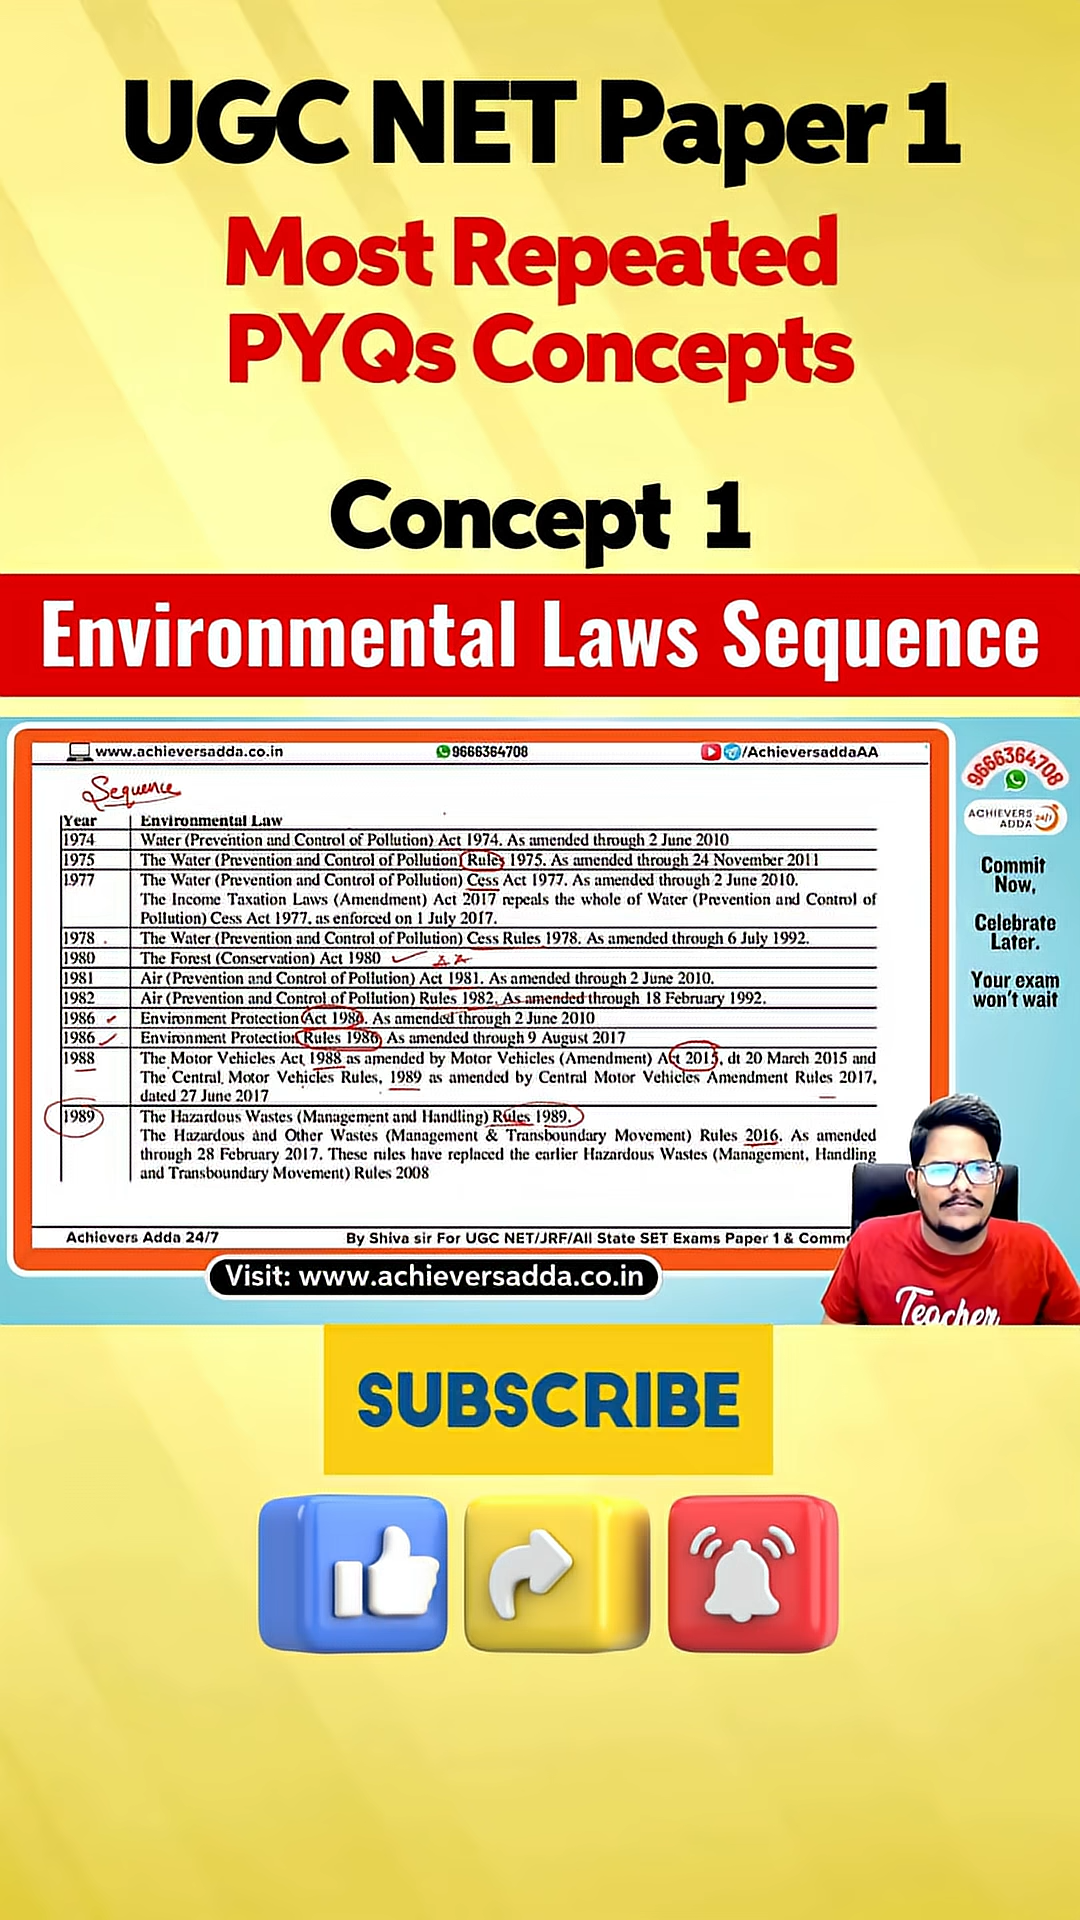 UGC NET Paper 1
Most Repeated
PYQs Concepts
Concept 1
Environmental Laws Sequence
www.achieversadda.co.in
9666364708
/AchieversaddaAA
Sequence
Year Environmental Law
1974 Water (Prevention and Control of Pollution) Act 1974. As amended through 2 June 2010
1975 The Water (Prevention and Control of Pollution) Rules 1975. As amended through 24 November 2011
1977 The Water (Prevention and Control of Pollution) Cess Act 1977. As amended through 2 June 2010.
The Income Taxation Laws (Amendment) Act 2017 repeals the whole of Water (Prevention and Control of
Pollution) Cess Act 1977, as enforced on 1 July 2017.
1978 The Water (Prevention and Control of Pollution) Cess Rules 1978. As amended through 6 July 1992.
1980 The Forest (Conservation) Act 1980
1981 Air (Prevention and Control of Pollution) Act 1981. As amended through 2 June 2010.
1982 Air (Prevention and Control of Pollution) Rules 1982. As amended through 18 February 1992.
1986 Environment Protection Act 1986. As amended through 2 June 2010
1986 Environment Protection Rules 1986. As amended through 9 August 2017
1988 The Motor Vehicles Act 1988 as amended by Motor Vehicles (Amendment) Act 2015, dt 20 March 2015 and
The Central Motor Vehicles Rules, 1989 as amended by Central Motor Vehicles Amendment Rules 2017,
dated 27 June 2017
1989 The Hazardous Wastes (Management and Handling) Rules 1989.
The Hazardous and Other Wastes (Management & Transboundary Movement) Rules 2016. As amended
through 28 February 2017. These rules have replaced the earlier Hazardous Wastes (Management, Handling
and Transboundary Movement) Rules 2008
Achievers Adda 24/7
By Shiva sir For UGC NET/JRF/All State SET Exams Paper 1 & Comm
9666364708
ACHIEVERS
ADDA 24/7
Commit
Now,
Celebrate
Later.
Your exam
won't wait
Teacher
Visit: www.achieversadda.co.in
SUBSCRIBE